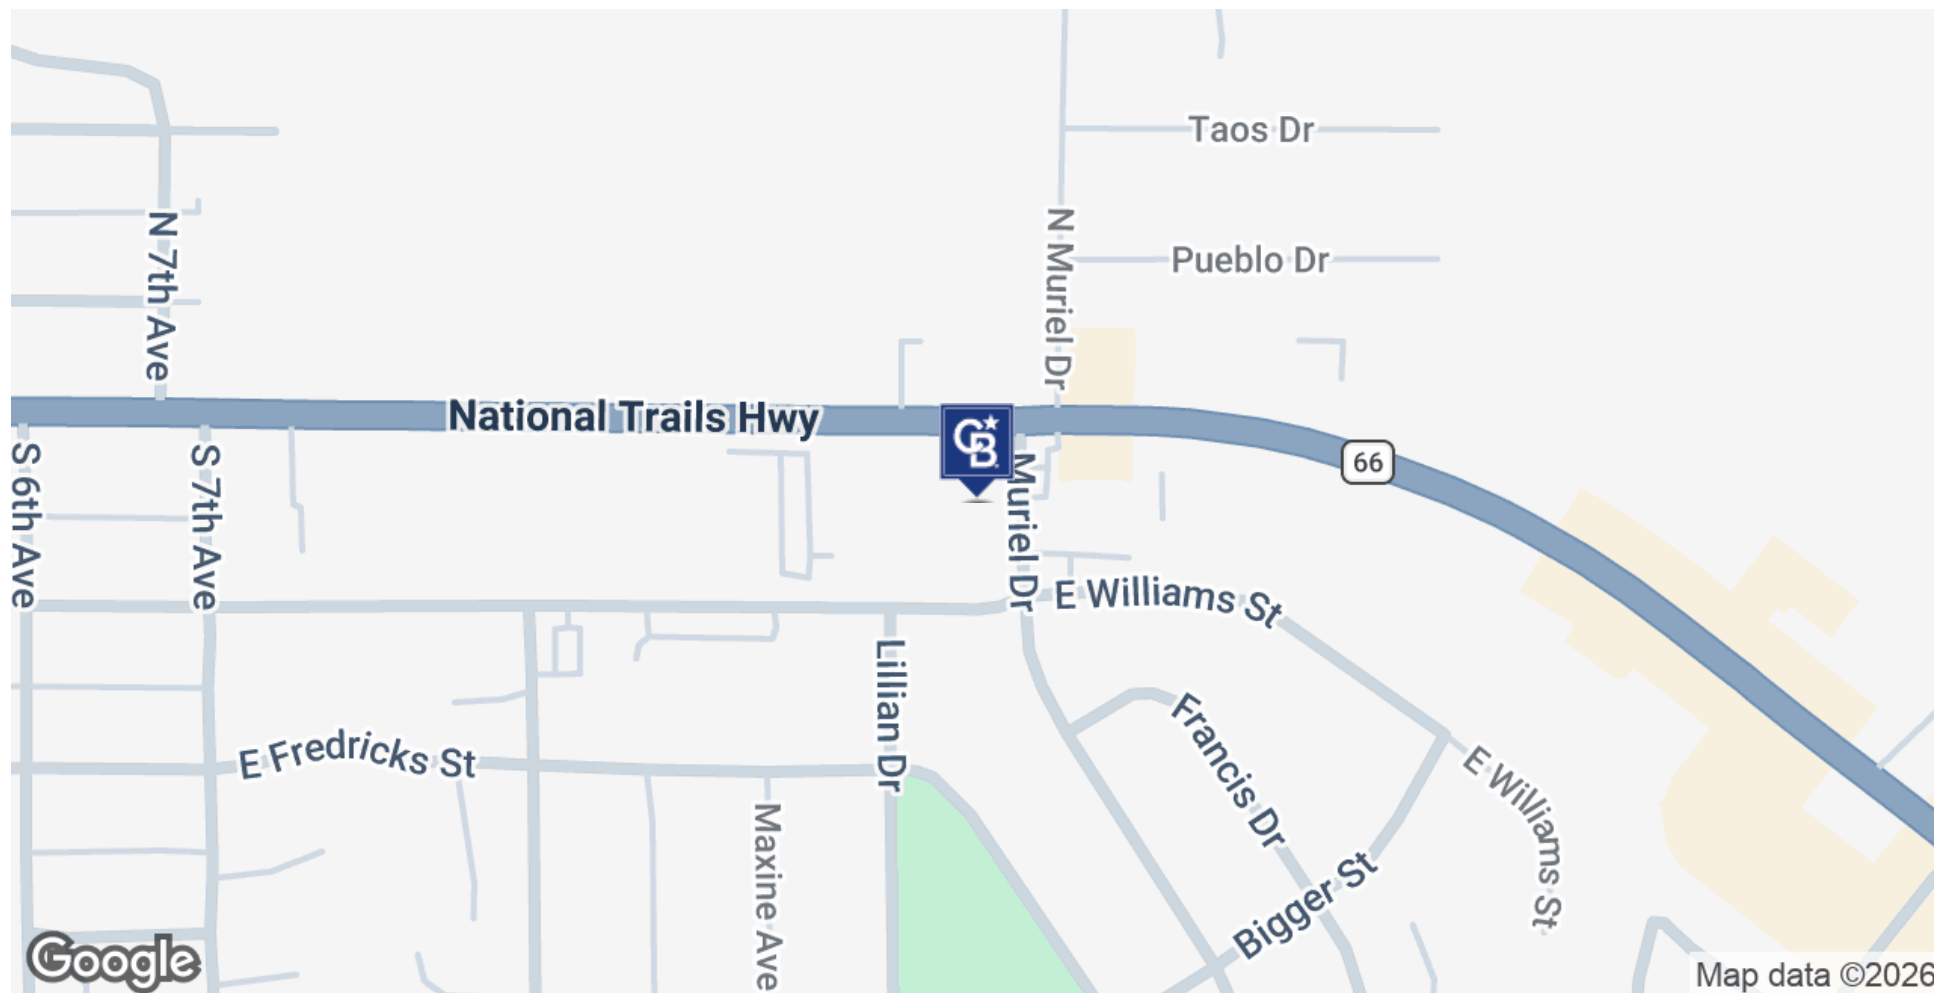 Taos Dr
N 7th Ave
N Muriel Dr
Pueblo Dr
National Trails Hwy
CB
66
S 6th Ave
S 7th Ave
Muriel Dr
E Williams St
Lillian Dr
Francis Dr
E Fredricks St
E Williams St
Maxine Ave
Bigger St
Google
Map data ©2026